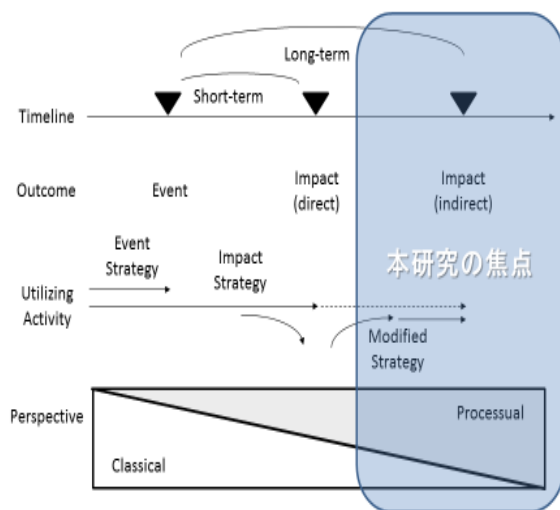 Long-term
Short-term
Timeline
Outcome
Event
Impact
(direct)
Impact
(indirect)
Event
Strategy
Impact
Strategy
本研究の焦点
Utilizing
Activity
Modified
Strategy
Perspective
Processual
Classical